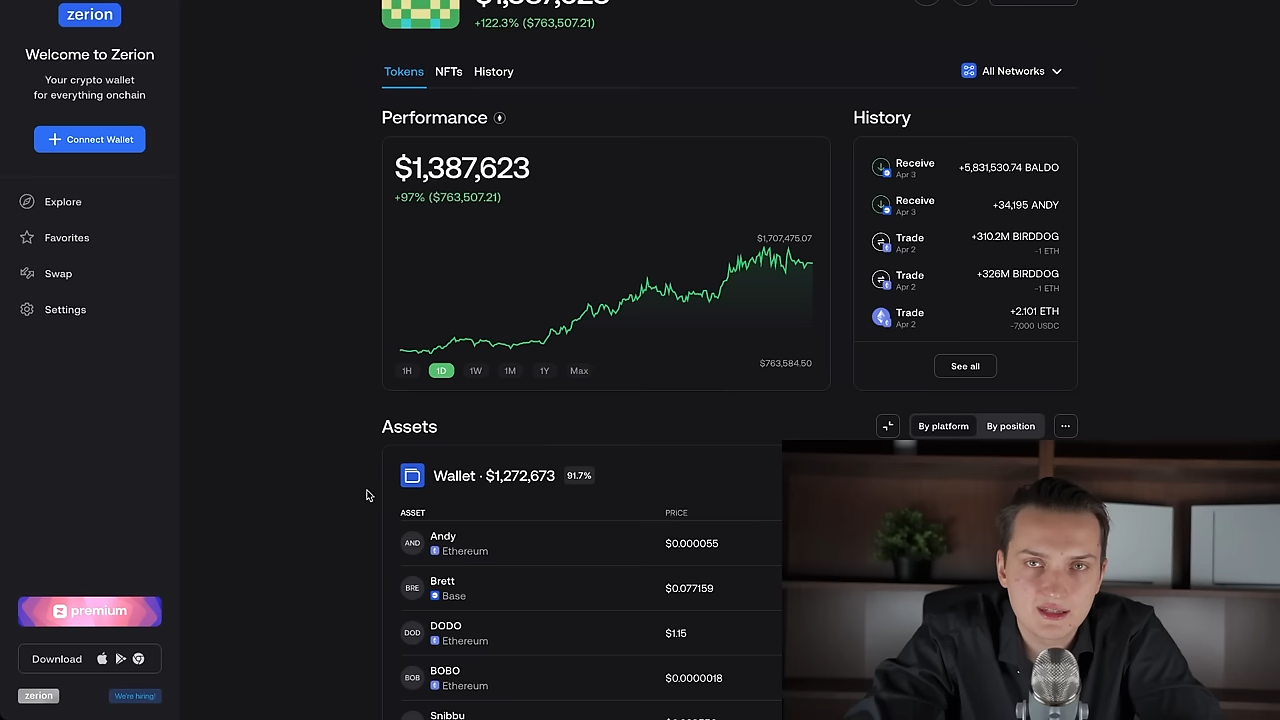 zerion
Welcome to Zerion
Your crypto wallet
for everything onchain
Connect Wallet
Explore
Favorites
Swap
Settings
premium
Download
zerion
We're hiring!
+122.3% ($763,507.21)
Tokens NFTs History
All Networks
Performance
$1,387,623
+97% ($763,507.21)
$1,707,475.07
$763,584.50
1H 1D 1W 1M 1Y Max
History
Receive +5,831,530.74 BALDO
Apr 3
Receive +34,195 ANDY
Apr 3
Trade +310.2M BIRDDOG
Apr 2 -1 ETH
Trade +326M BIRDDOG
Apr 2 -1 ETH
Trade +2.101 ETH
Apr 2 -7,000 USDC
See all
Assets
By platform By position
Wallet · $1,272,673 91.7%
ASSET PRICE
AND Andy $0.000055
Ethereum
BRE Brett $0.077159
Base
DOD DODO $1.15
Ethereum
BOB BOBO $0.0000018
Ethereum
Snibbu